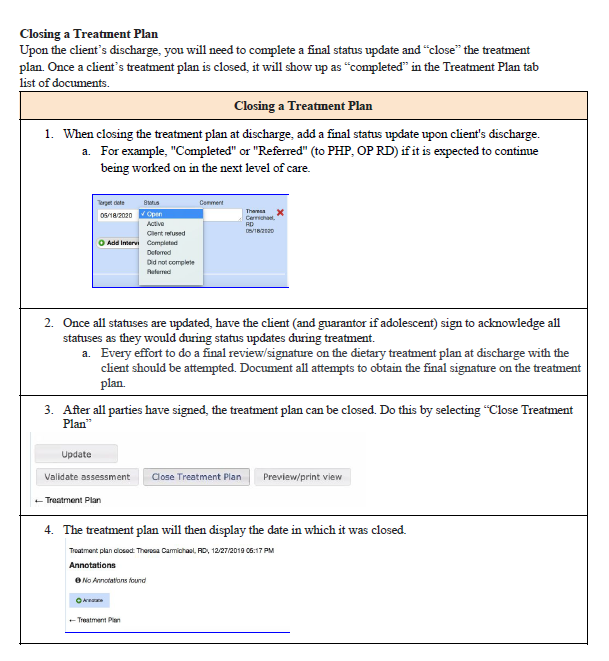 Closing a Treatment Plan
Upon the client's discharge, you will need to complete a final status update and “close” the treatment
plan. Once a client's treatment plan is closed, it will show up as “completed” in the Treatment Plan tab
list of documents.
Closing a Treatment Plan
1. When closing the treatment plan at discharge, add a final status update upon client's discharge.
a. For example, "Completed" or "Referred" (to PHP, OP RD) if it is expected to continue
being worked on in the next level of care.
Target date Status Comment
05/18/2020 ✓ Open Theresa
Carmichael,
RD
05/18/2020
Active
Client refused
Add Interv Completed
Deferred
Did not complete
Referred
2. Once all statuses are updated, have the client (and guarantor if adolescent) sign to acknowledge all
statuses as they would during status updates during treatment.
a. Every effort to do a final review/signature on the dietary treatment plan at discharge with the
client should be attempted. Document all attempts to obtain the final signature on the treatment
plan.
3. After all parties have signed, the treatment plan can be closed. Do this by selecting “Close Treatment
Plan”
Update
Validate assessment Close Treatment Plan Preview/print view
← Treatment Plan
4. The treatment plan will then display the date in which it was closed.
Treatment plan closed: Theresa Carmichael, RD, 12/27/2019 05:17 PM
Annotations
No Annotations found
Annotate
← Treatment Plan